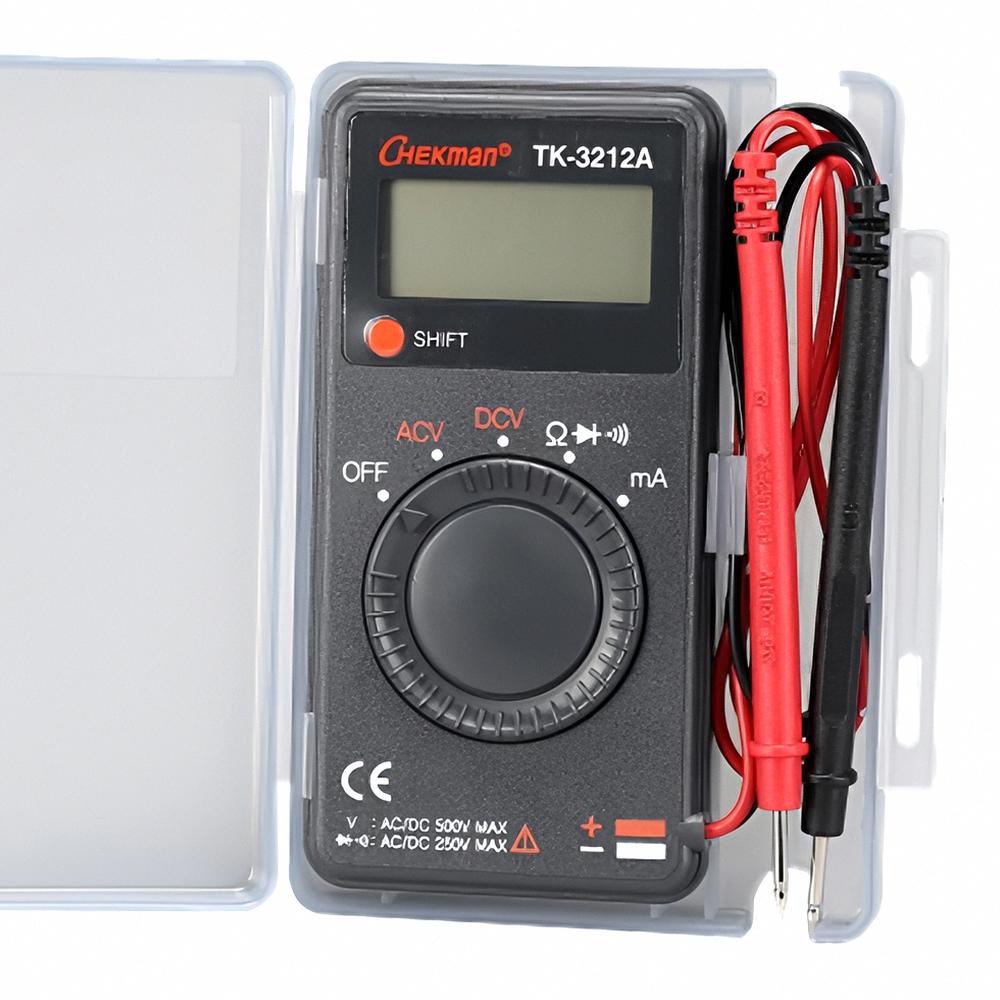 CHEKMAN® TK-3212A
SHIFT
OFF
ACV
DCV
Ω
mA
CE
V : AC/DC 500V MAX
: AC/DC 250V MAX
+
−